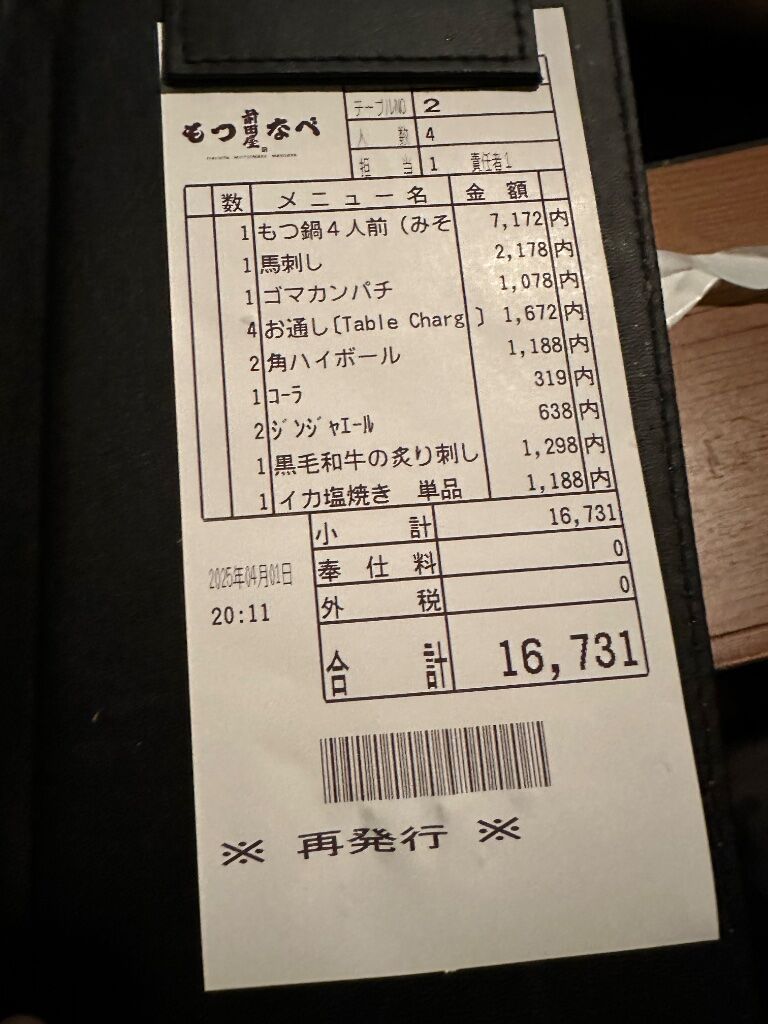 もつ前田屋なべ
テーブルNO 2
人 数 4
担 当 1 責任者1
数 メニュー名 金 額
1 もつ鍋4人前(みそ 7,172 内
1 馬刺し 2,178 内
1 ゴマカンパチ 1,078 内
4 お通し[Table Charg ] 1,672 内
2 角ハイボール 1,188 内
1 コーラ 319 内
2 ジンジャエール 638 内
1 黒毛和牛の炙り刺し 1,298 内
1 イカ塩焼き 単品 1,188 内
小 計 16,731
奉 仕 料 0
外 税 0
合 計 16,731
2025年04月01日
20:11
※ 再発行 ※